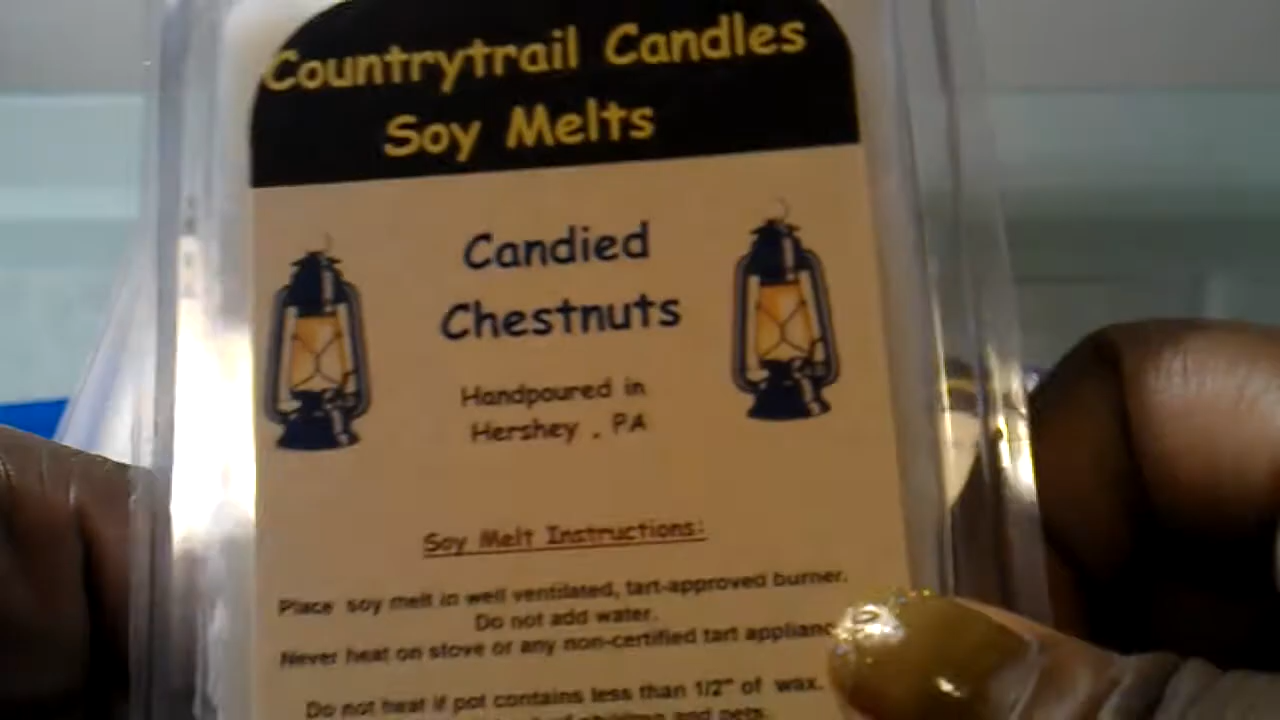 Countrytrail Candles
Soy Melts
Candied
Chestnuts
Handpoured in
Hershey , PA
Soy Melt Instructions:
Place soy melt in well ventilated, tart-approved burner.
Do not add water.
Never heat on stove or any non-certified tart
Do not heat if pot contains less than 1/2" of wax.
and pets